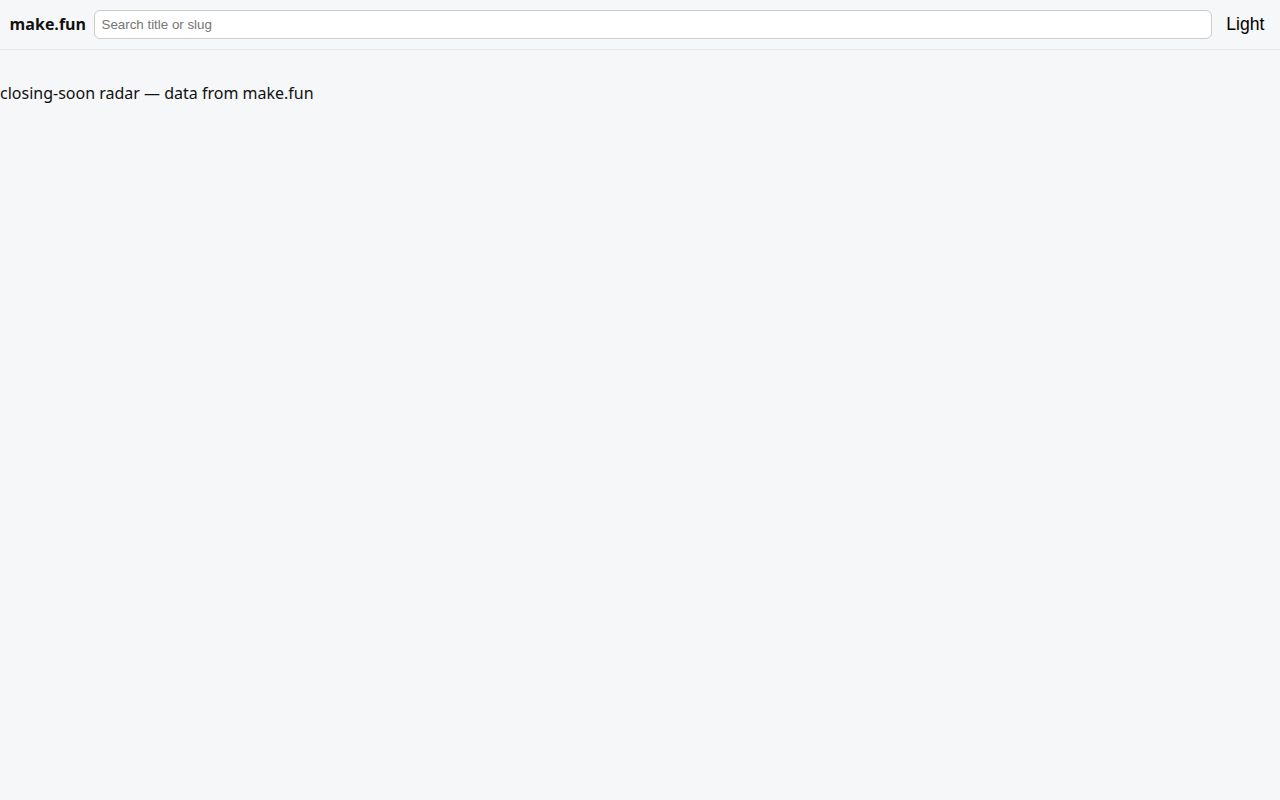 make.fun Search title or slug Light
closing-soon radar — data from make.fun